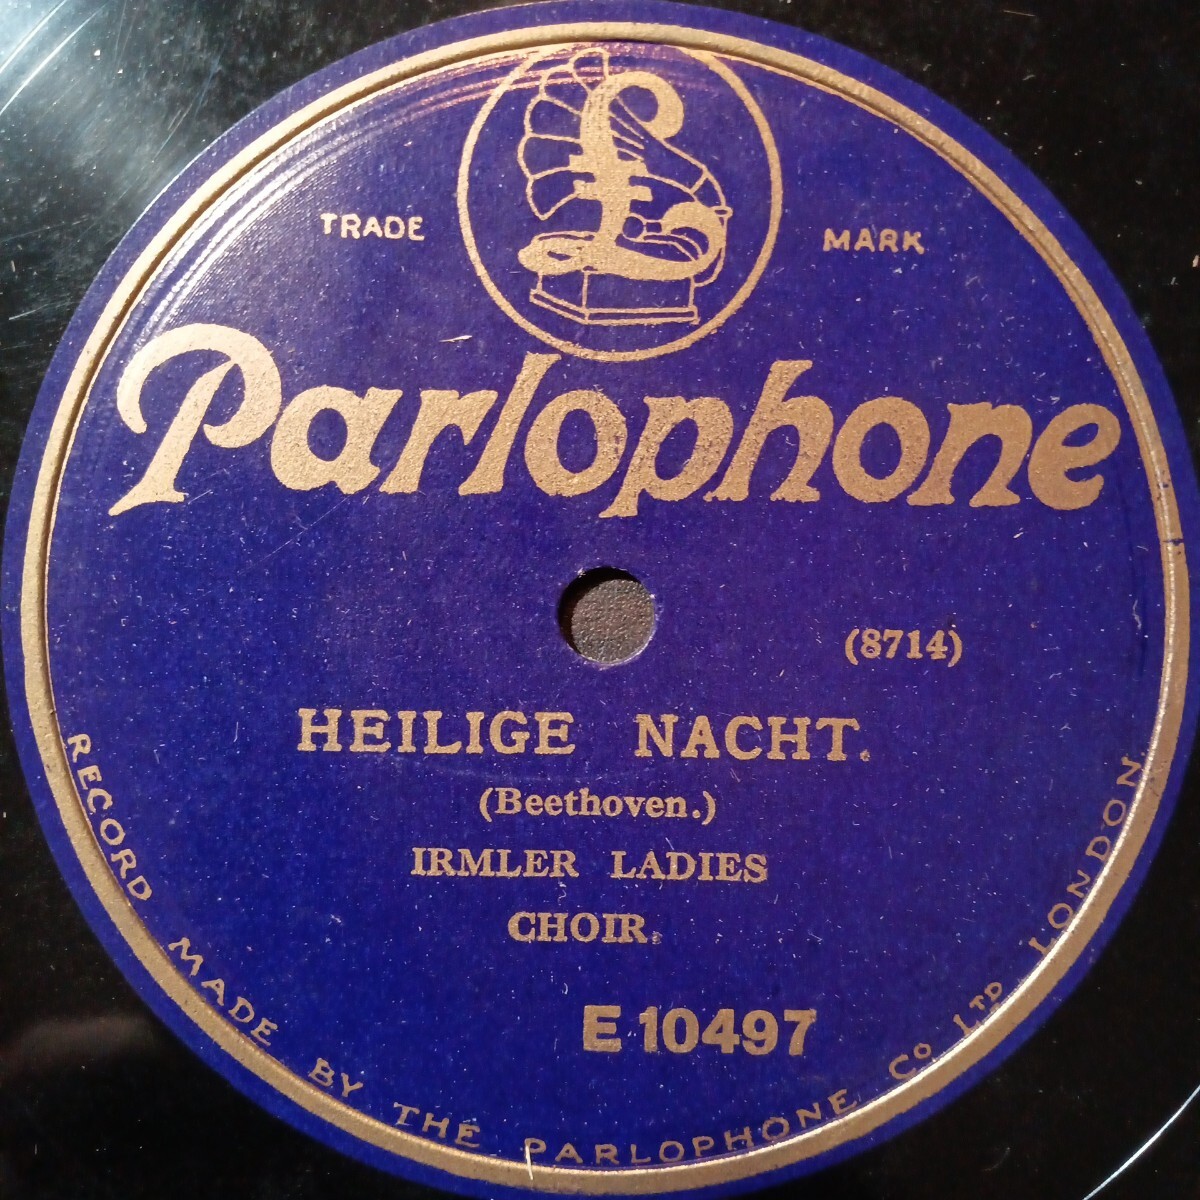 £
TRADE MARK
Parlophone
(8714)
HEILIGE NACHT.
(Beethoven.)
IRMLER LADIES
CHOIR.
E 10497
RECORD MADE BY THE PARLOPHONE Co LTD LONDON.